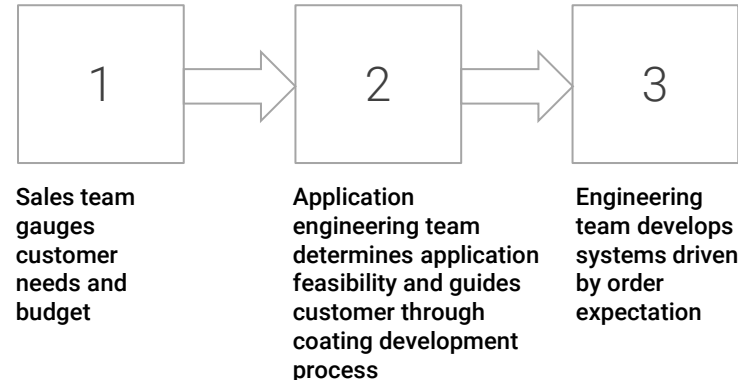 1
2
3
Sales team
gauges
customer
needs and
budget
Application
engineering team
determines application
feasibility and guides
customer through
coating development
process
Engineering
team develops
systems driven
by order
expectation